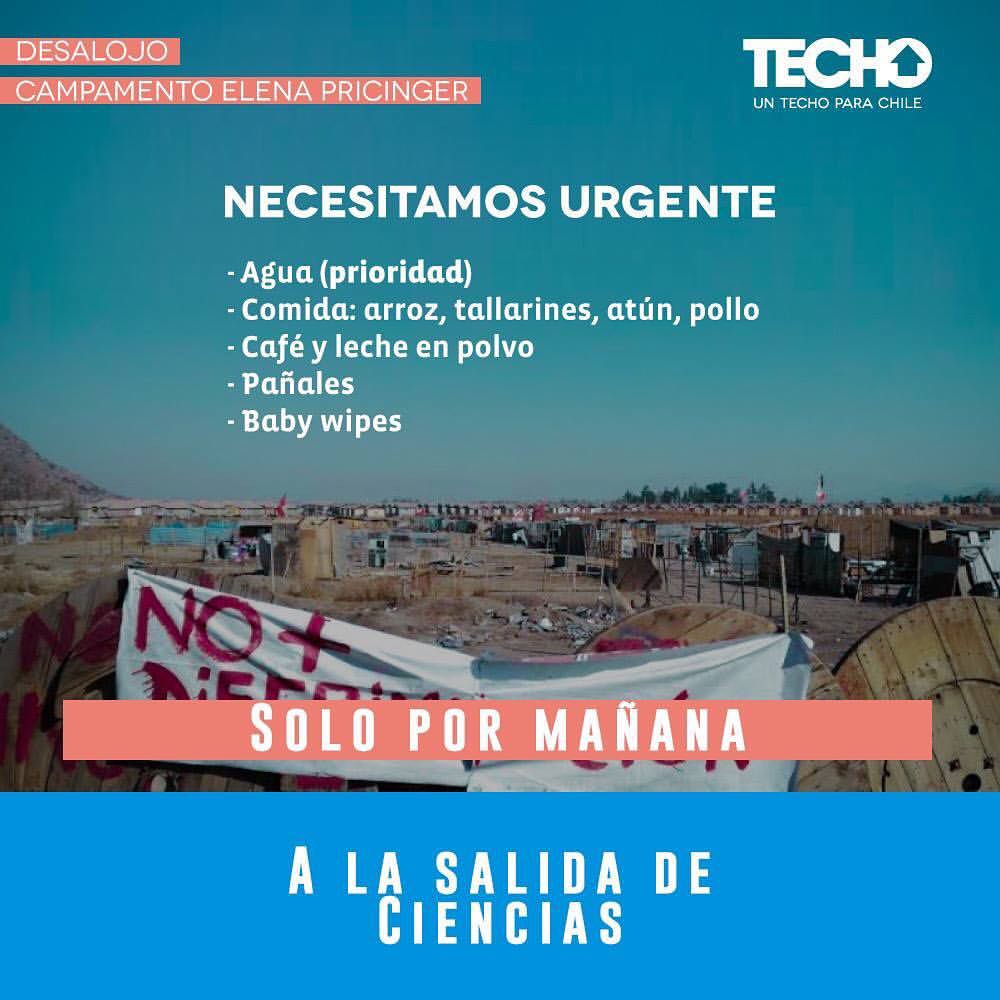 DESALOJO
CAMPAMENTO ELENA PRICINGER
TECHO
UN TECHO PARA CHILE
NECESITAMOS URGENTE
- Agua (prioridad)
- Comida: arroz, tallarines, atún, pollo
- Café y leche en polvo
- Pañales
- Baby wipes
NO +
SOLO POR MAÑANA
A LA SALIDA DE
CIENCIAS